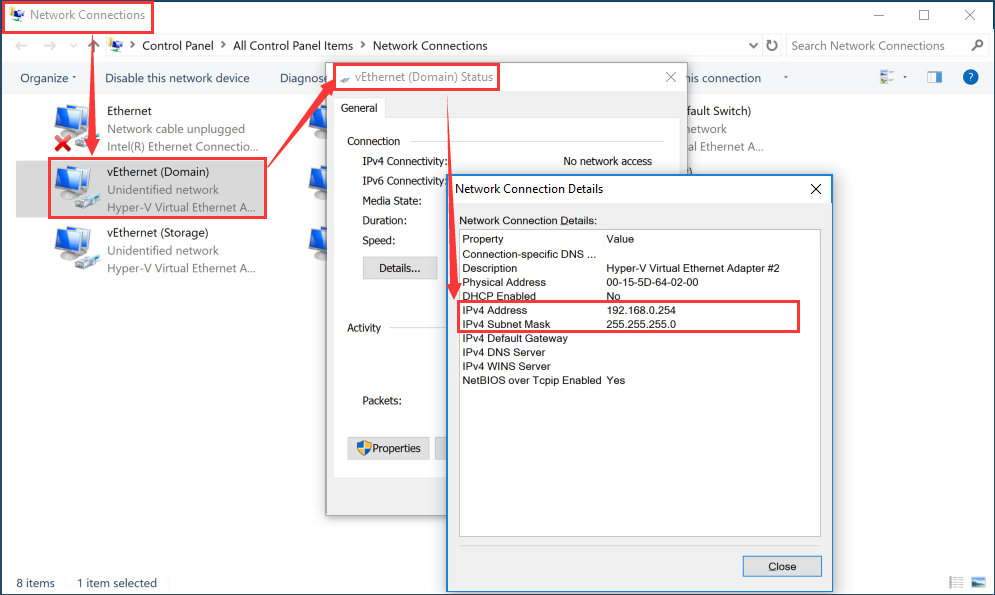 Network Connections
Control Panel > All Control Panel Items > Network Connections
Search Network Connections
Organize
Disable this network device
Diagnose
this connection
?
Ethernet
Network cable unplugged
Intel(R) Ethernet Connectio...
vEthernet (Domain)
Unidentified network
Hyper-V Virtual Ethernet A...
vEthernet (Storage)
Unidentified network
Hyper-V Virtual Ethernet A...
fault Switch)
network
al Ethernet A...
vEthernet (Domain) Status
General
Connection
IPv4 Connectivity: No network access
IPv6 Connectivity:
Media State:
Duration:
Speed:
Details...
Activity
Packets:
Properties
Network Connection Details
Network Connection Details:
Property Value
Connection-specific DNS ...
Description Hyper-V Virtual Ethernet Adapter #2
Physical Address 00-15-5D-64-02-00
DHCP Enabled No
IPv4 Address 192.168.0.254
IPv4 Subnet Mask 255.255.255.0
IPv4 Default Gateway
IPv4 DNS Server
IPv4 WINS Server
NetBIOS over Tcpip Enabled Yes
Close
8 items
1 item selected